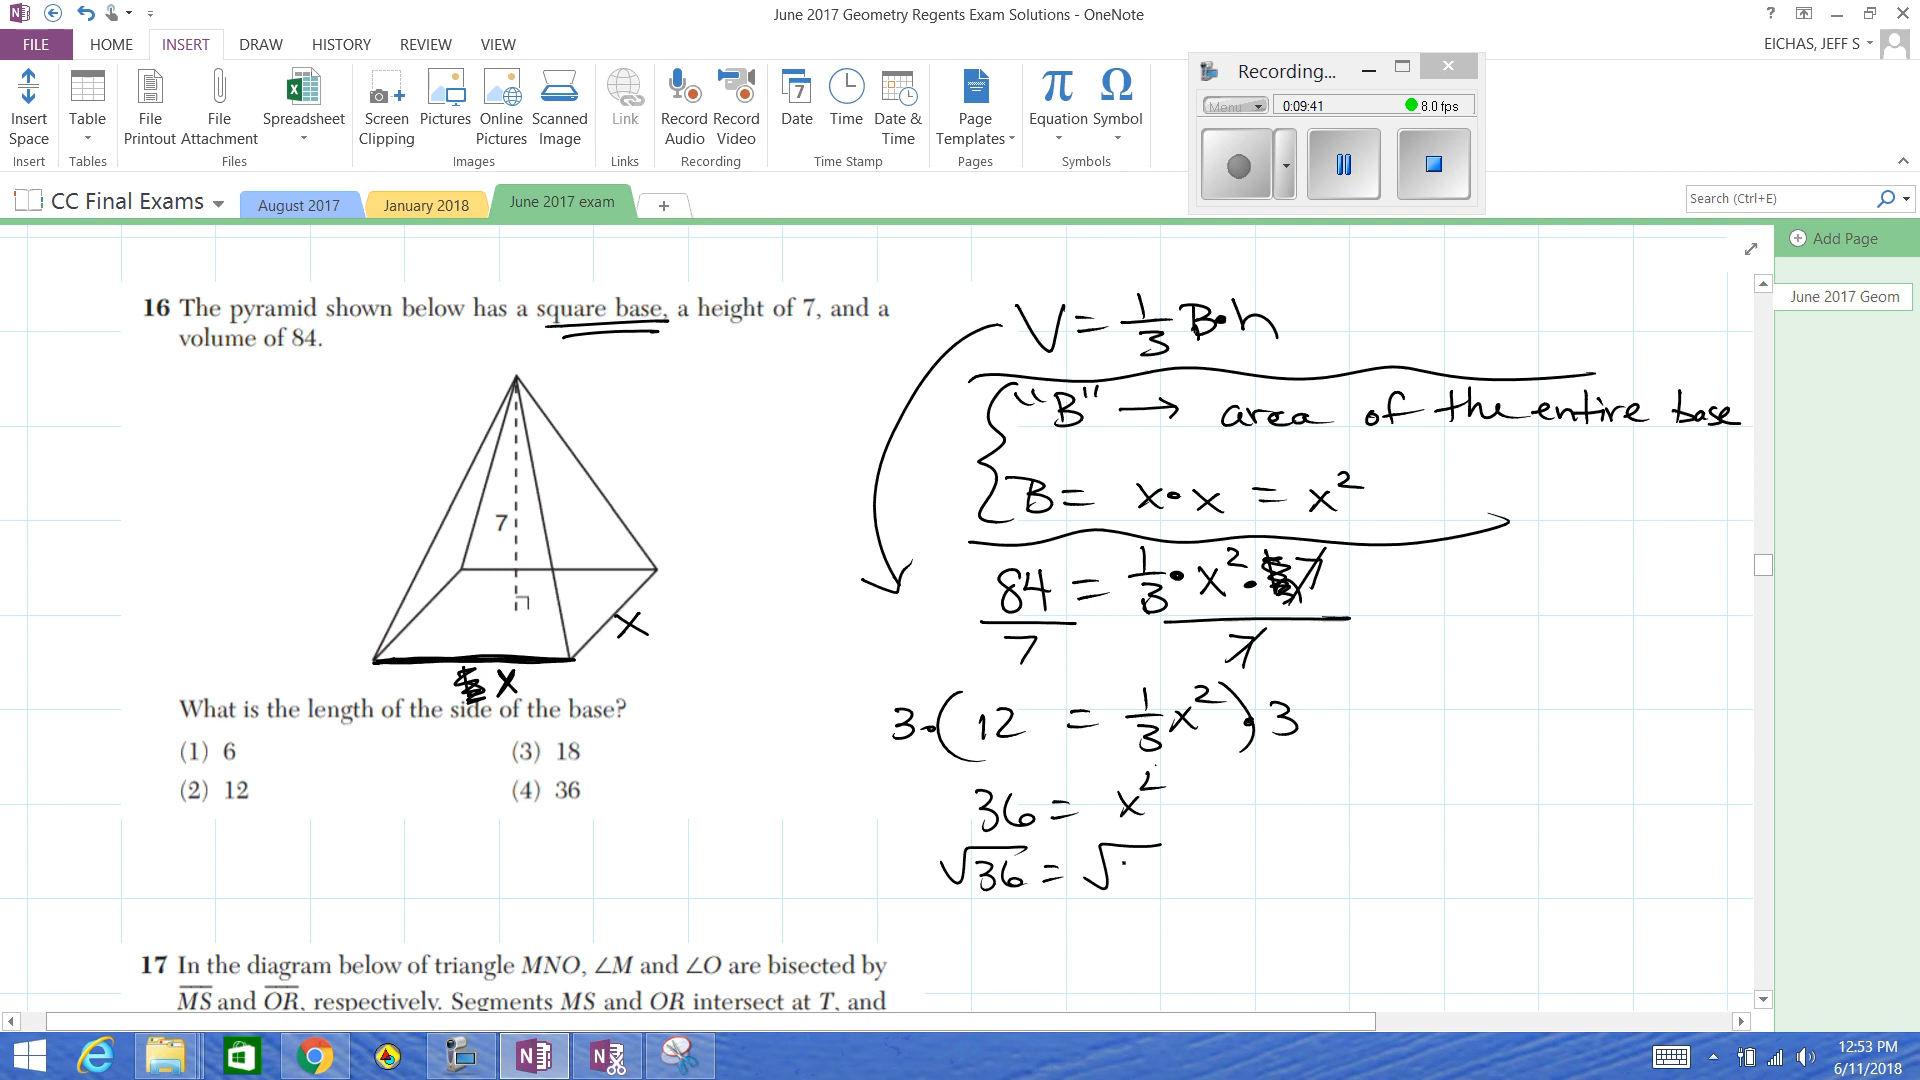 June 2017 Geometry Regents Exam Solutions - OneNote
?
FILE HOME INSERT DRAW HISTORY REVIEW VIEW
EICHAS, JEFF S
Insert Space
Table
File Printout
File Attachment
Spreadsheet
Screen Clipping
Pictures
Online Pictures
Scanned Image
Link
Record Audio
Record Video
Date
Time
Date & Time
Page Templates
Equation
Symbol
Insert Tables Files Images Links Recording Time Stamp Pages Symbols
Recording...
Menu 0:09:41 8.0 fps
CC Final Exams August 2017 January 2018 June 2017 exam +
Search (Ctrl+E)
Add Page
June 2017 Geom
16 The pyramid shown below has a square base, a height of 7, and a
volume of 84.
7
x
x
What is the length of the side of the base?
(1) 6 (3) 18
(2) 12 (4) 36
V = 1/3 B•h
"B" → area of the entire base
B = x•x = x²
84 = 1/3 • x² • 7
7 7
3•(12 = 1/3 x²)•3
36 = x²
√36 = √
17 In the diagram below of triangle MNO, ∠M and ∠O are bisected by
MS and OR, respectively. Segments MS and OR intersect at T, and
12:53 PM
6/11/2018